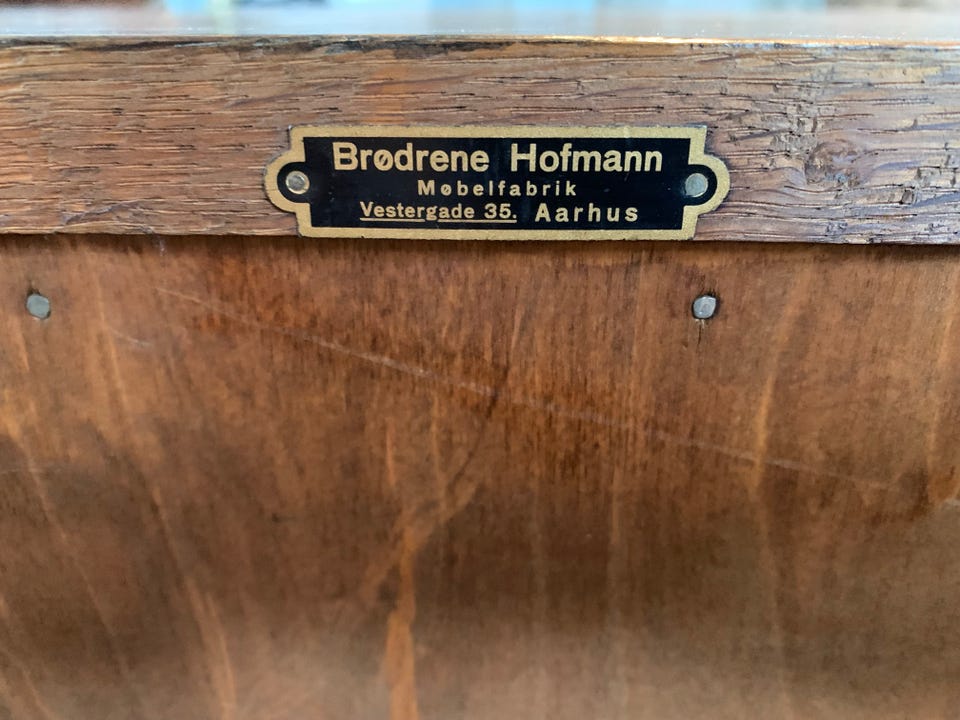 Brødrene Hofmann
Møbelfabrik
Vestergade 35. Aarhus